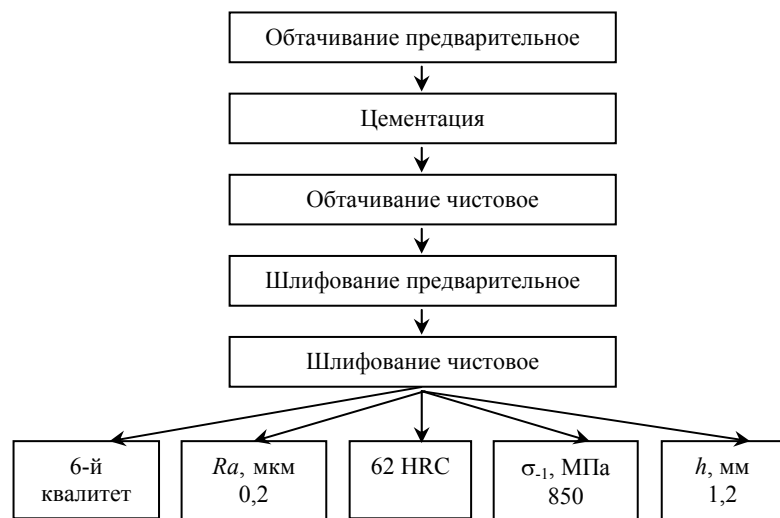 Обтачивание предварительное
Цементация
Обтачивание чистовое
Шлифование предварительное
Шлифование чистовое
6-й
квалитет
Ra, мкм
0,2
62 HRC
σ-1, МПа
850
h, мм
1,2